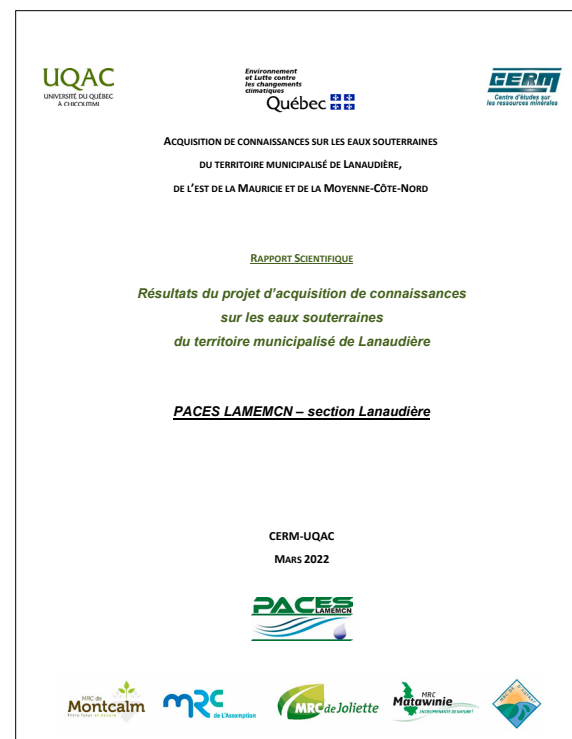 UQAC
UNIVERSITÉ DU QUÉBEC
À CHICOUTIMI
Environnement
et Lutte contre
les changements
climatiques
Québec
CERM
Centre d'études sur
les ressources minérales
ACQUISITION DE CONNAISSANCES SUR LES EAUX SOUTERRAINES
DU TERRITOIRE MUNICIPALISÉ DE LANAUDIÈRE,
DE L'EST DE LA MAURICIE ET DE LA MOYENNE-CÔTE-NORD
RAPPORT SCIENTIFIQUE
Résultats du projet d'acquisition de connaissances
sur les eaux souterraines
du territoire municipalisé de Lanaudière
PACES LAMEMCN – section Lanaudière
CERM-UQAC
MARS 2022
PACES
LAMEMCN
MRC de
Montcalm
mrc
de L'Assomption
MRC de Joliette
MRC
Matawinie